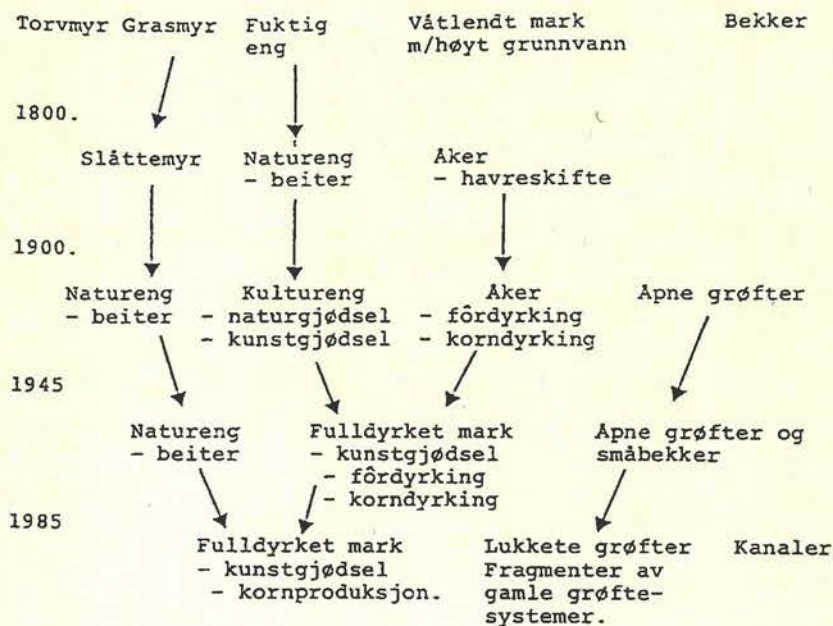 Torvmyr Grasmyr Fuktig Våtlendt mark Bekker
eng m/høyt grunnvann
1800.
Slåttemyr Natureng Aker
- beiter - havreskifte
1900.
Natureng Kultureng Aker Apne grøfter
- beiter - naturgjødsel - fôrdyrking
- kunstgjødsel - korndyrking
1945
Natureng Fulldyrket mark Apne grøfter og
- beiter - kunstgjødsel småbekker
- fôrdyrking
- korndyrking
1985
Fulldyrket mark Lukkete grøfter Kanaler
- kunstgjødsel Fragmenter av
- kornproduksjon. gamle grøfte-
systemer.